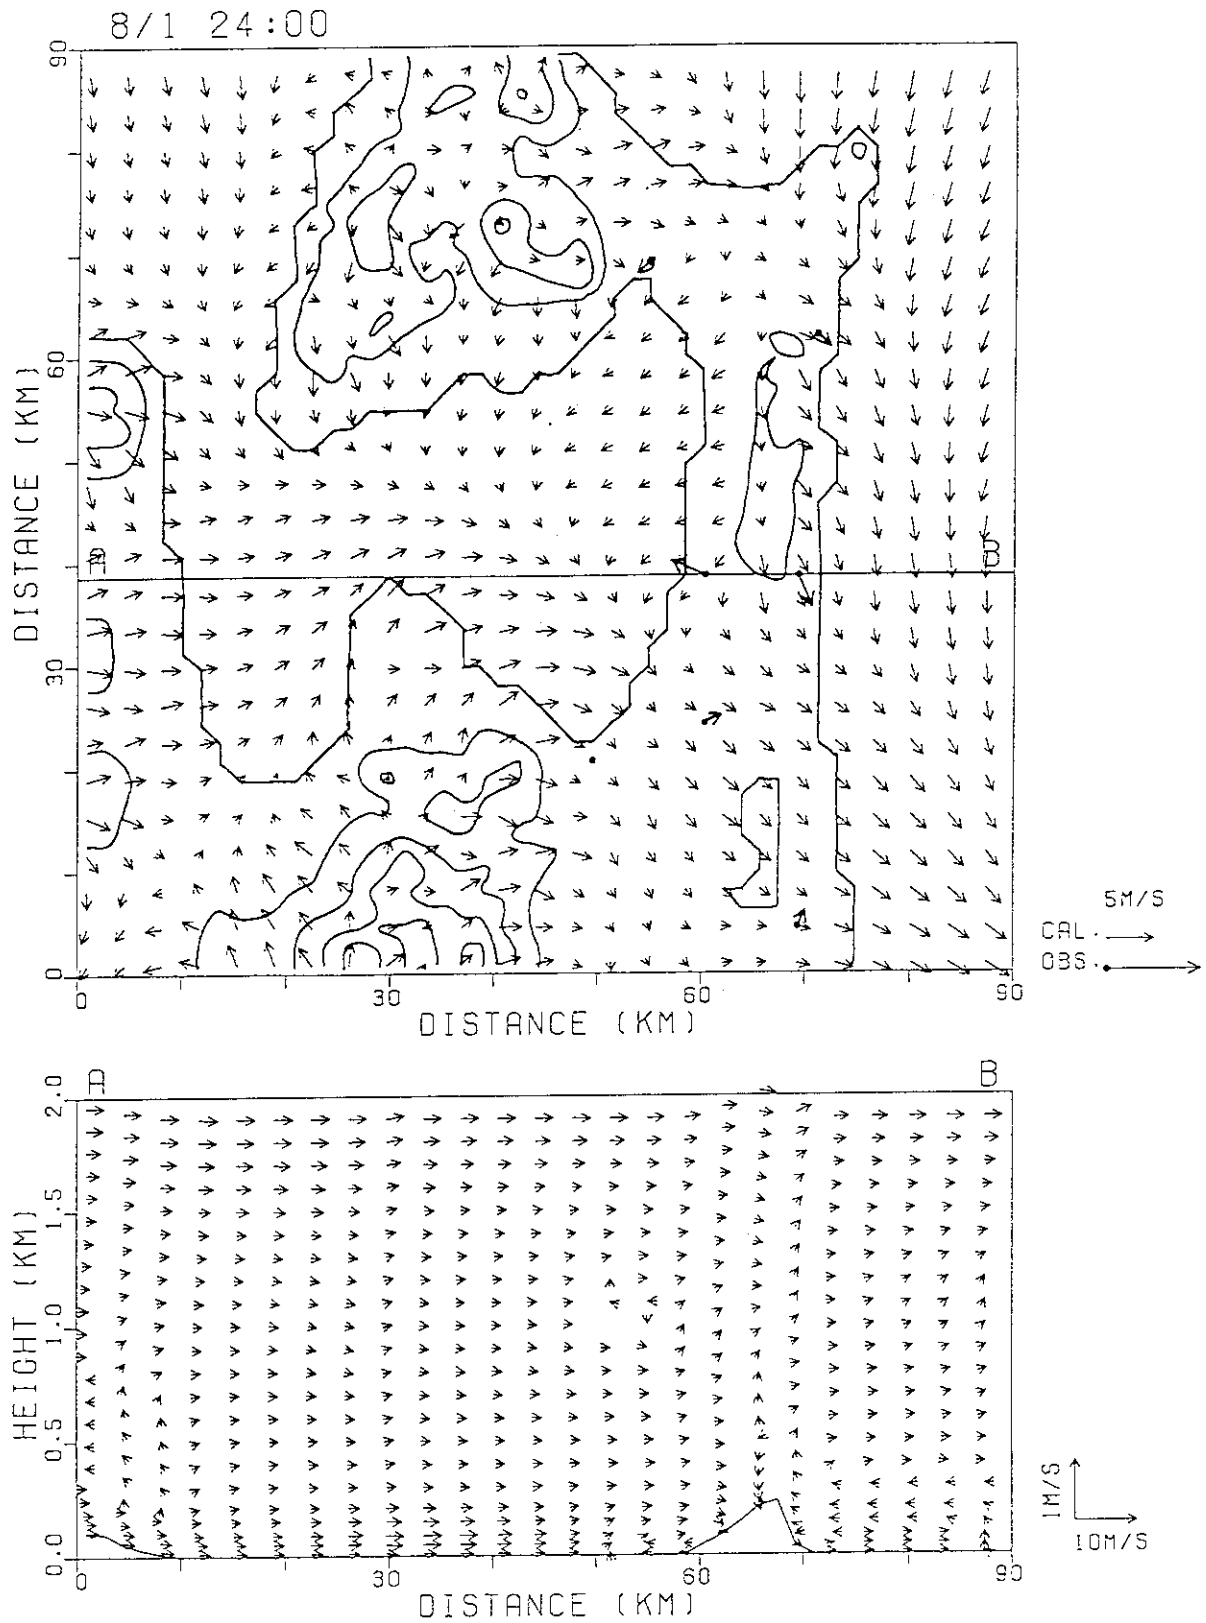 8/1 24:00
90
60
30
0
DISTANCE (KM)
A
B
0
30
60
90
DISTANCE (KM)
5M/S
CAL.
OBS.
A
B
2.0
1.5
1.0
0.5
0.0
HEIGHT (KM)
0
30
60
90
DISTANCE (KM)
1M/S
10M/S